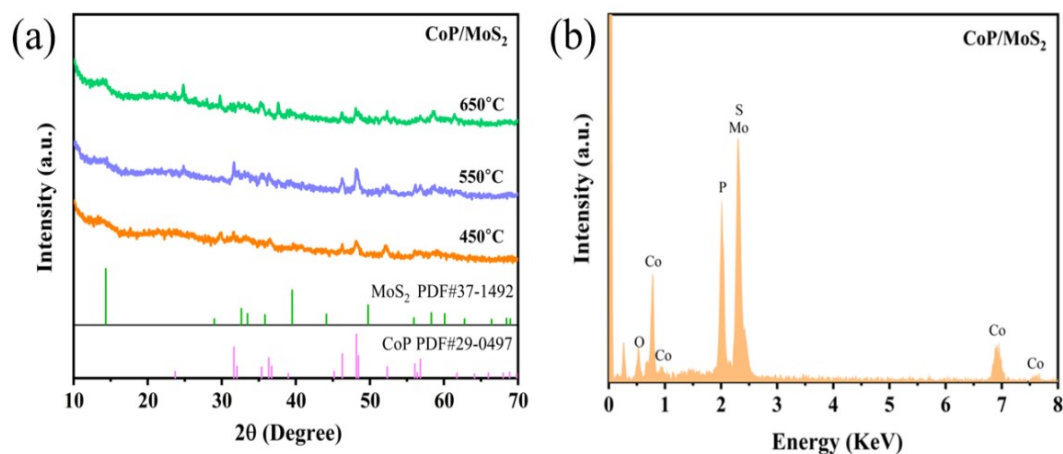 (a)
CoP/MoS₂
650°C
550°C
450°C
MoS₂ PDF#37-1492
CoP PDF#29-0497
Intensity (a.u.)
10 20 30 40 50 60 70
2θ (Degree)
(b)
CoP/MoS₂
S
Mo
P
Co
O
Co
Co
Co
Intensity (a.u.)
0 1 2 3 4 5 6 7 8
Energy (KeV)